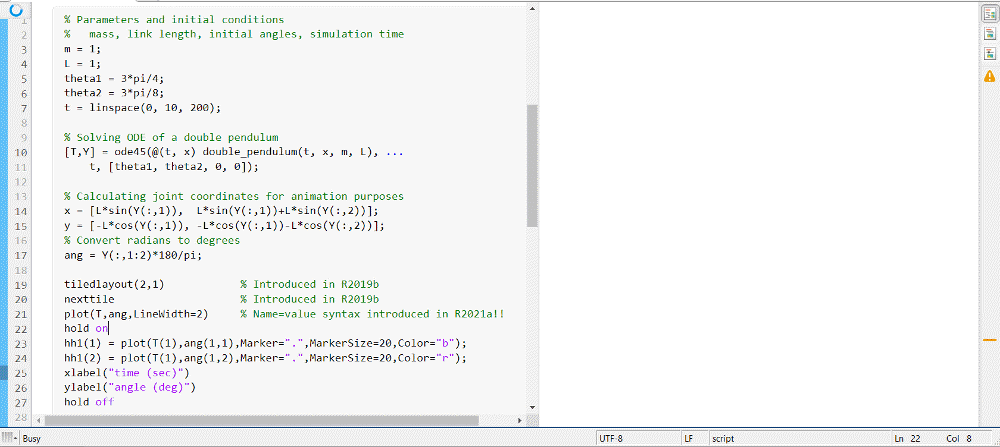 1 % Parameters and initial conditions
2 %   mass, link length, initial angles, simulation time
3 m = 1;
4 L = 1;
5 theta1 = 3*pi/4;
6 theta2 = 3*pi/8;
7 t = linspace(0, 10, 200);
8
9 % Solving ODE of a double pendulum
10 [T,Y] = ode45(@(t, x) double_pendulum(t, x, m, L), ...
11     t, [theta1, theta2, 0, 0]);
12
13 % Calculating joint coordinates for animation purposes
14 x = [L*sin(Y(:,1)),  L*sin(Y(:,1))+L*sin(Y(:,2))];
15 y = [-L*cos(Y(:,1)), -L*cos(Y(:,1))-L*cos(Y(:,2))];
16 % Convert radians to degrees
17 ang = Y(:,1:2)*180/pi;
18
19 tiledlayout(2,1)            % Introduced in R2019b
20 nexttile                    % Introduced in R2019b
21 plot(T,ang,LineWidth=2)     % Name=value syntax introduced in R2021a!!
22 hold on
23 hh1(1) = plot(T(1),ang(1,1),Marker=".",MarkerSize=20,Color="b");
24 hh1(2) = plot(T(1),ang(1,2),Marker=".",MarkerSize=20,Color="r");
25 xlabel("time (sec)")
26 ylabel("angle (deg)")
27 hold off
28
Busy UTF-8 LF script Ln 22 Col 8